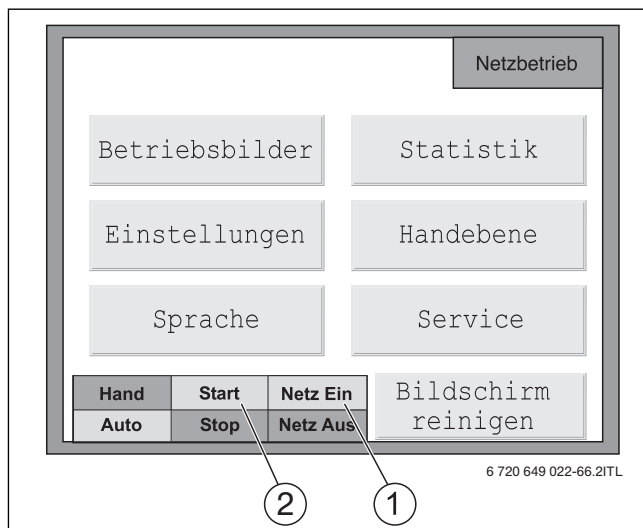 Netzbetrieb
Betriebsbilder
Statistik
Einstellungen
Handebene
Sprache
Service
Hand
Start
Netz Ein
Auto
Stop
Netz Aus
Bildschirm
reinigen
6 720 649 022-66.2ITL
2
1